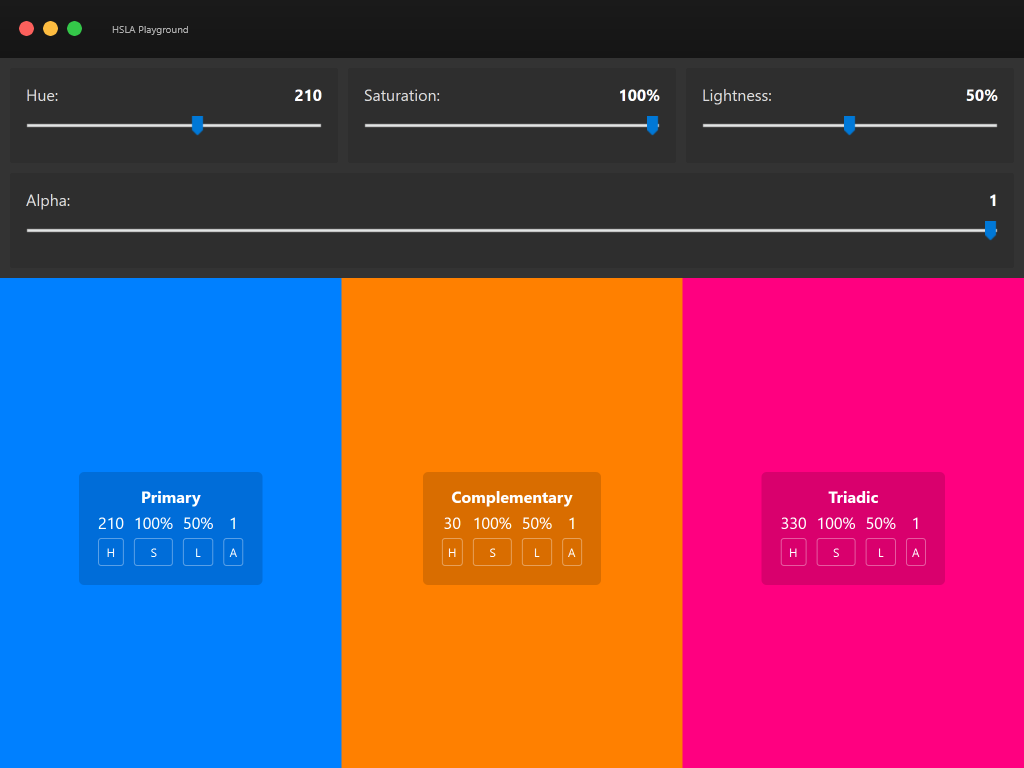 HSLA Playground
Hue: 210
Saturation: 100%
Lightness: 50%
Alpha: 1
Primary
210 100% 50% 1
H S L A
Complementary
30 100% 50% 1
H S L A
Triadic
330 100% 50% 1
H S L A